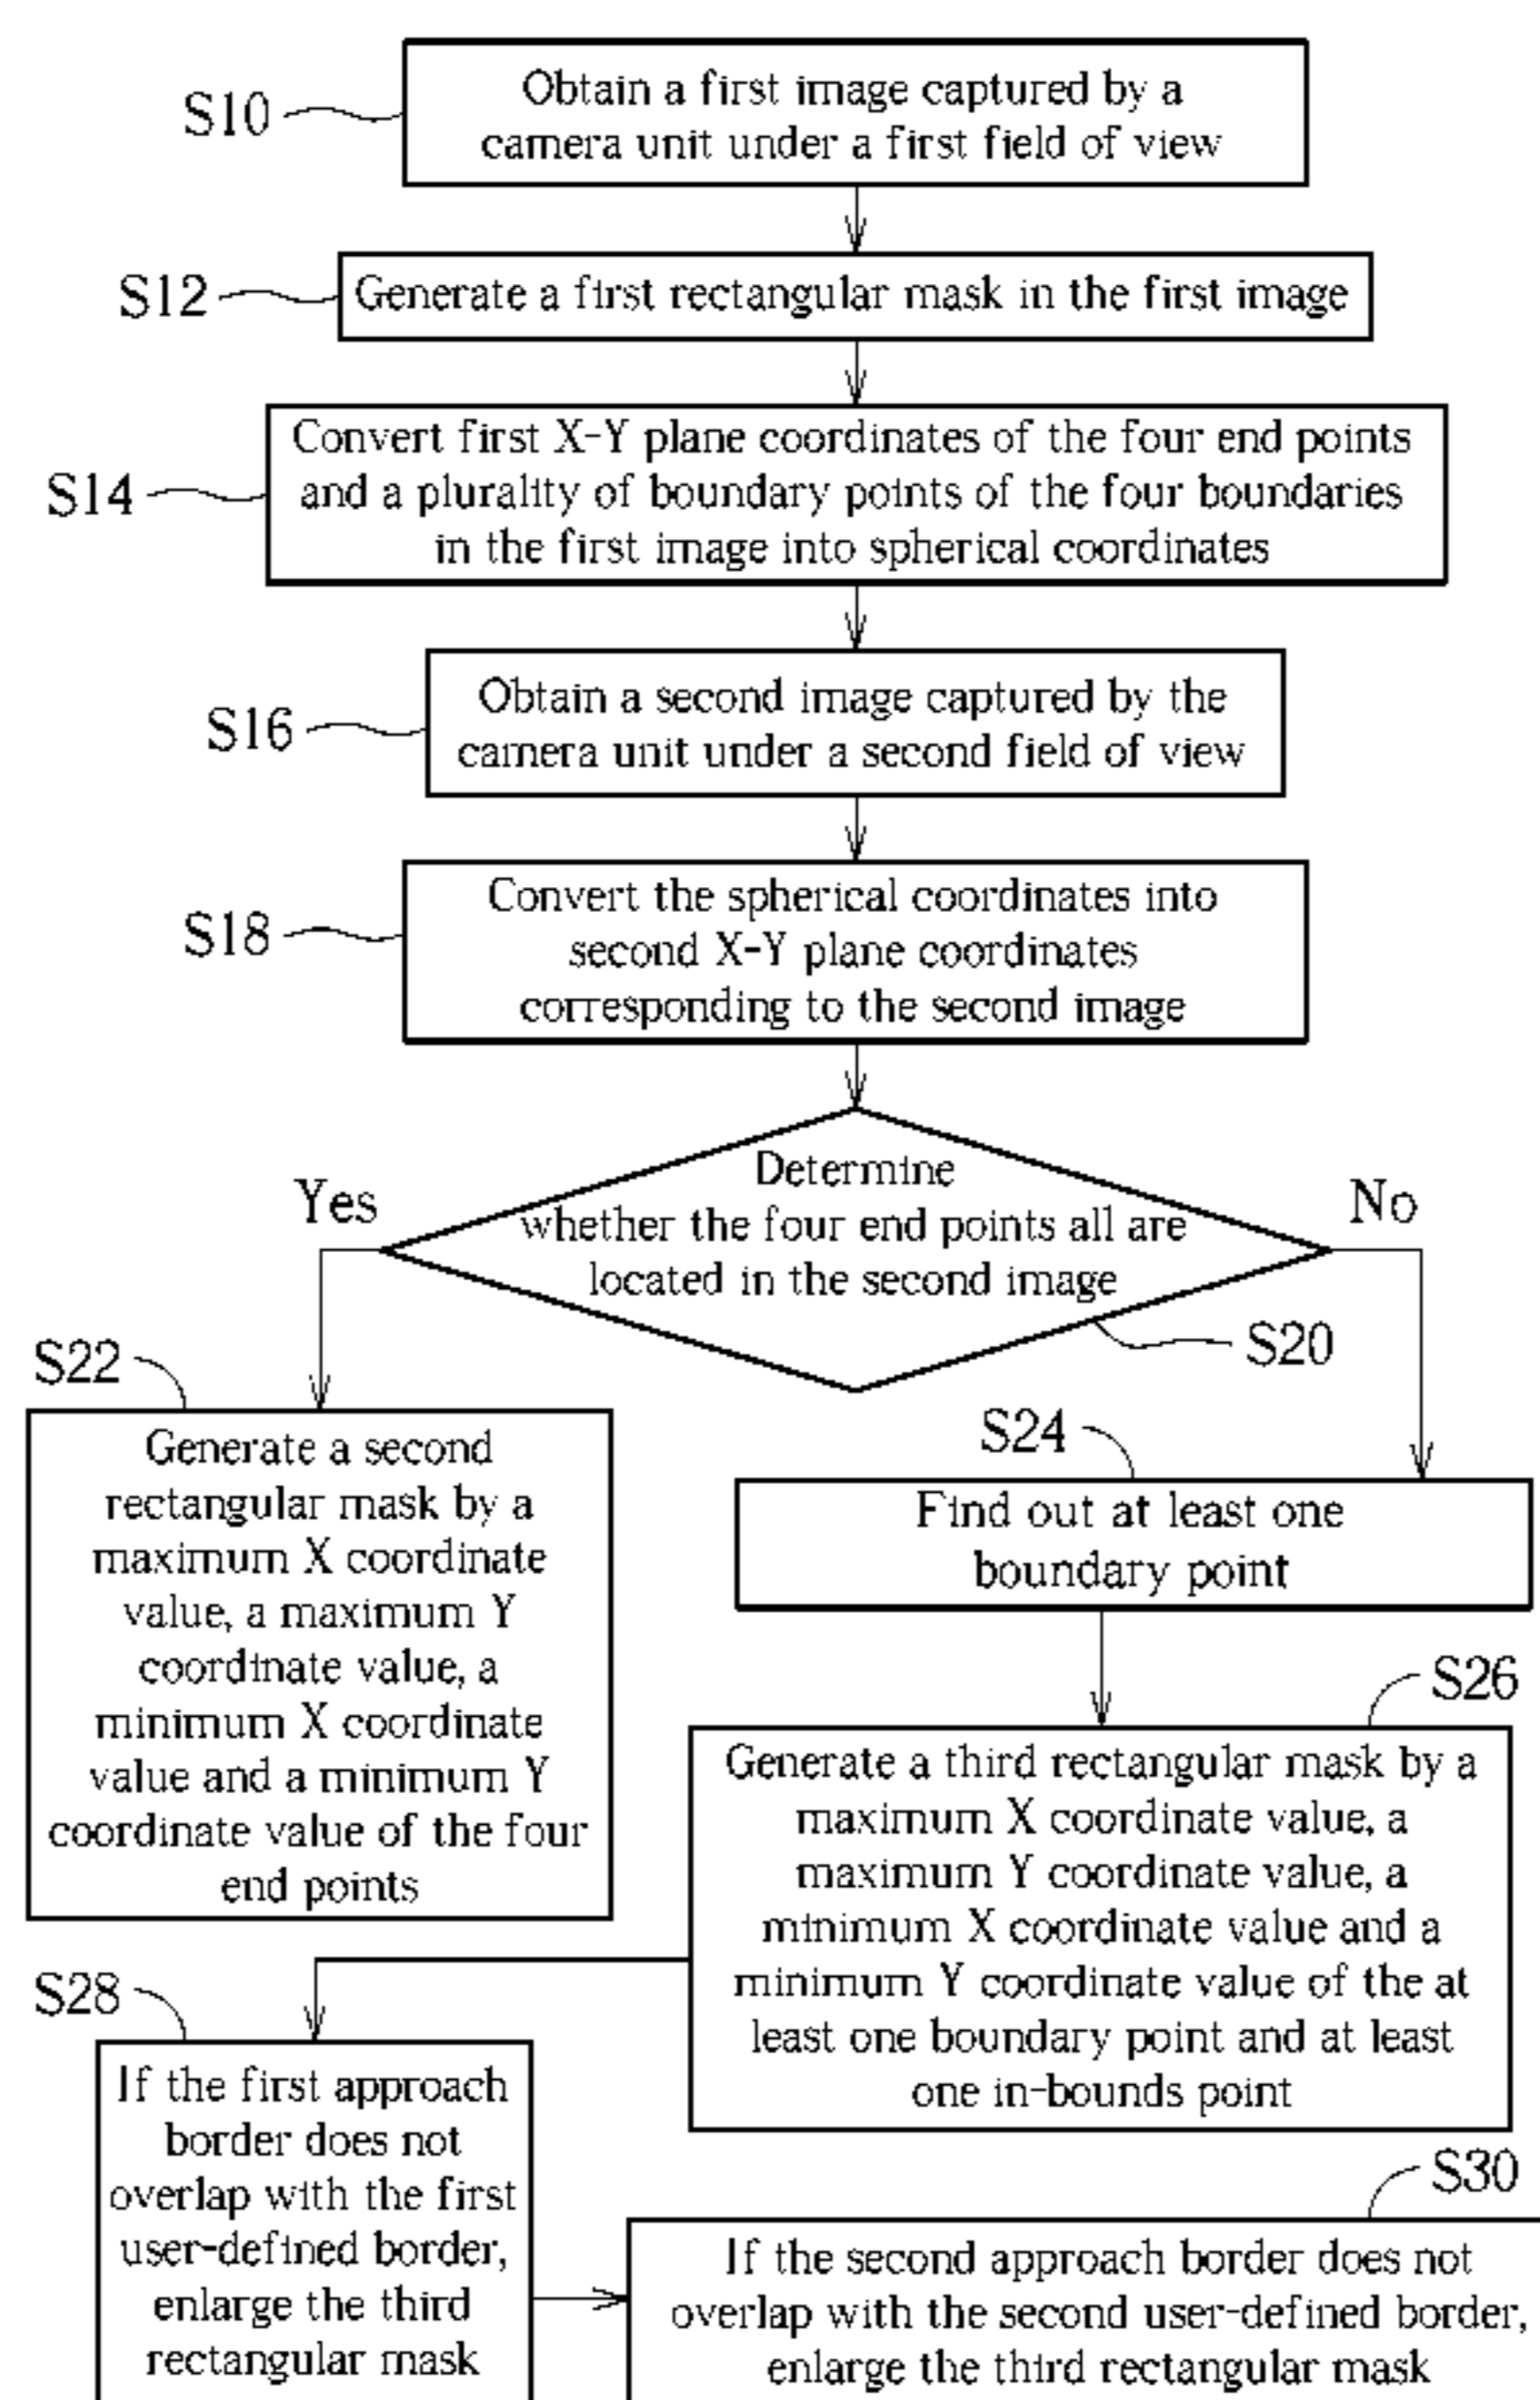 S10
Obtain a first image captured by a
camera unit under a first field of view
S12
Generate a first rectangular mask in the first image
S14
Convert first X-Y plane coordinates of the four end points
and a plurality of boundary points of the four boundaries
in the first image into spherical coordinates
S16
Obtain a second image captured by the
camera unit under a second field of view
S18
Convert the spherical coordinates into
second X-Y plane coordinates
corresponding to the second image
Determine
whether the four end points all are
located in the second image
Yes
No
S20
S22
Generate a second
rectangular mask by a
maximum X coordinate
value, a maximum Y
coordinate value, a
minimum X coordinate
value and a minimum Y
coordinate value of the four
end points
S24
Find out at least one
boundary point
S26
Generate a third rectangular mask by a
maximum X coordinate value, a
maximum Y coordinate value, a
minimum X coordinate value and a
minimum Y coordinate value of the at
least one boundary point and at least
one in-bounds point
S28
If the first approach
border does not
overlap with the first
user-defined border,
enlarge the third
rectangular mask
S30
If the second approach border does not
overlap with the second user-defined border,
enlarge the third rectangular mask